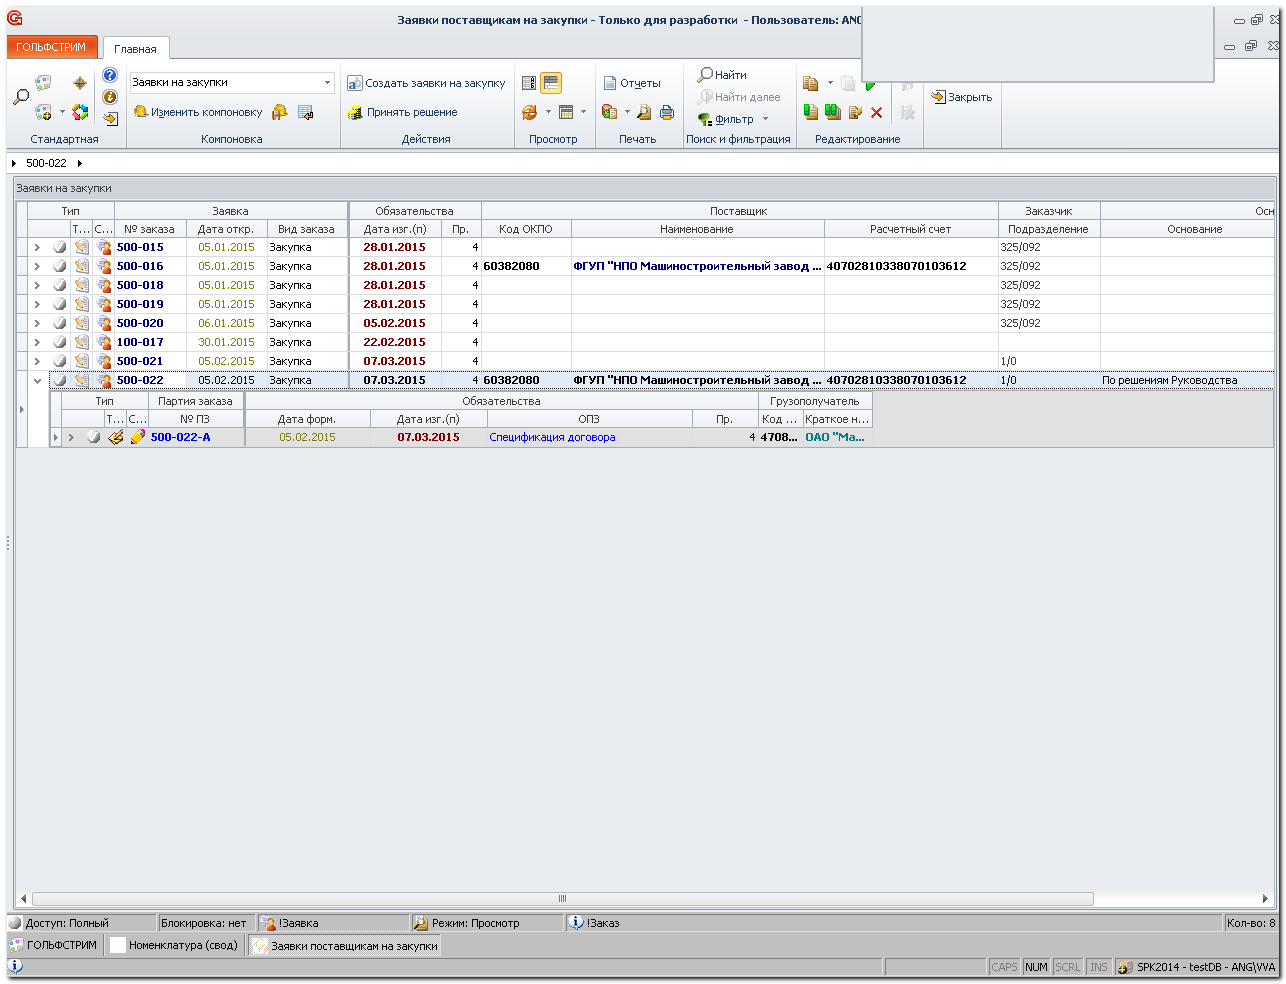 Заявки поставщикам на закупки - Только для разработки - Пользователь: ANG
ГОЛЬФСТРИМ Главная
Заявки на закупки
Изменить компоновку
Создать заявки на закупку
Принять решение
Отчеты
Найти
Найти далее
Фильтр
Закрыть
Стандартная Компоновка Действия Просмотр Печать Поиск и фильтрация Редактирование
500-022
Заявки на закупки
Тип Заявка Обязательства Поставщик Заказчик Осн
Т... С... № заказа Дата откр. Вид заказа Дата изг.(п) Пр. Код ОКПО Наименование Расчетный счет Подразделение Основание
500-015 05.01.2015 Закупка 28.01.2015 4 325/092
500-016 05.01.2015 Закупка 28.01.2015 4 60382080 ФГУП "НПО Машиностроительный завод ... 40702810338070103612 325/092
500-018 05.01.2015 Закупка 28.01.2015 4 325/092
500-019 05.01.2015 Закупка 28.01.2015 4 325/092
500-020 06.01.2015 Закупка 05.02.2015 4 325/092
100-017 30.01.2015 Закупка 22.02.2015 4
500-021 05.02.2015 Закупка 07.03.2015 4 1/0
500-022 05.02.2015 Закупка 07.03.2015 4 60382080 ФГУП "НПО Машиностроительный завод ... 40702810338070103612 1/0 По решениям Руководства
Тип Партия заказа Обязательства Грузополучатель
Т... С... № ПЗ Дата форм. Дата изг.(п) ОПЗ Пр. Код ... Краткое н...
500-022-А 05.02.2015 07.03.2015 Спецификация договора 4 4708... ОАО "Ма...
Доступ: Полный Блокировка: нет !Заявка Режим: Просмотр !Заказ Кол-во: 8
ГОЛЬФСТРИМ Номенклатура (свод) Заявки поставщикам на закупки
CAPS NUM SCRL INS SPK2014 - testDB - ANG\VVA